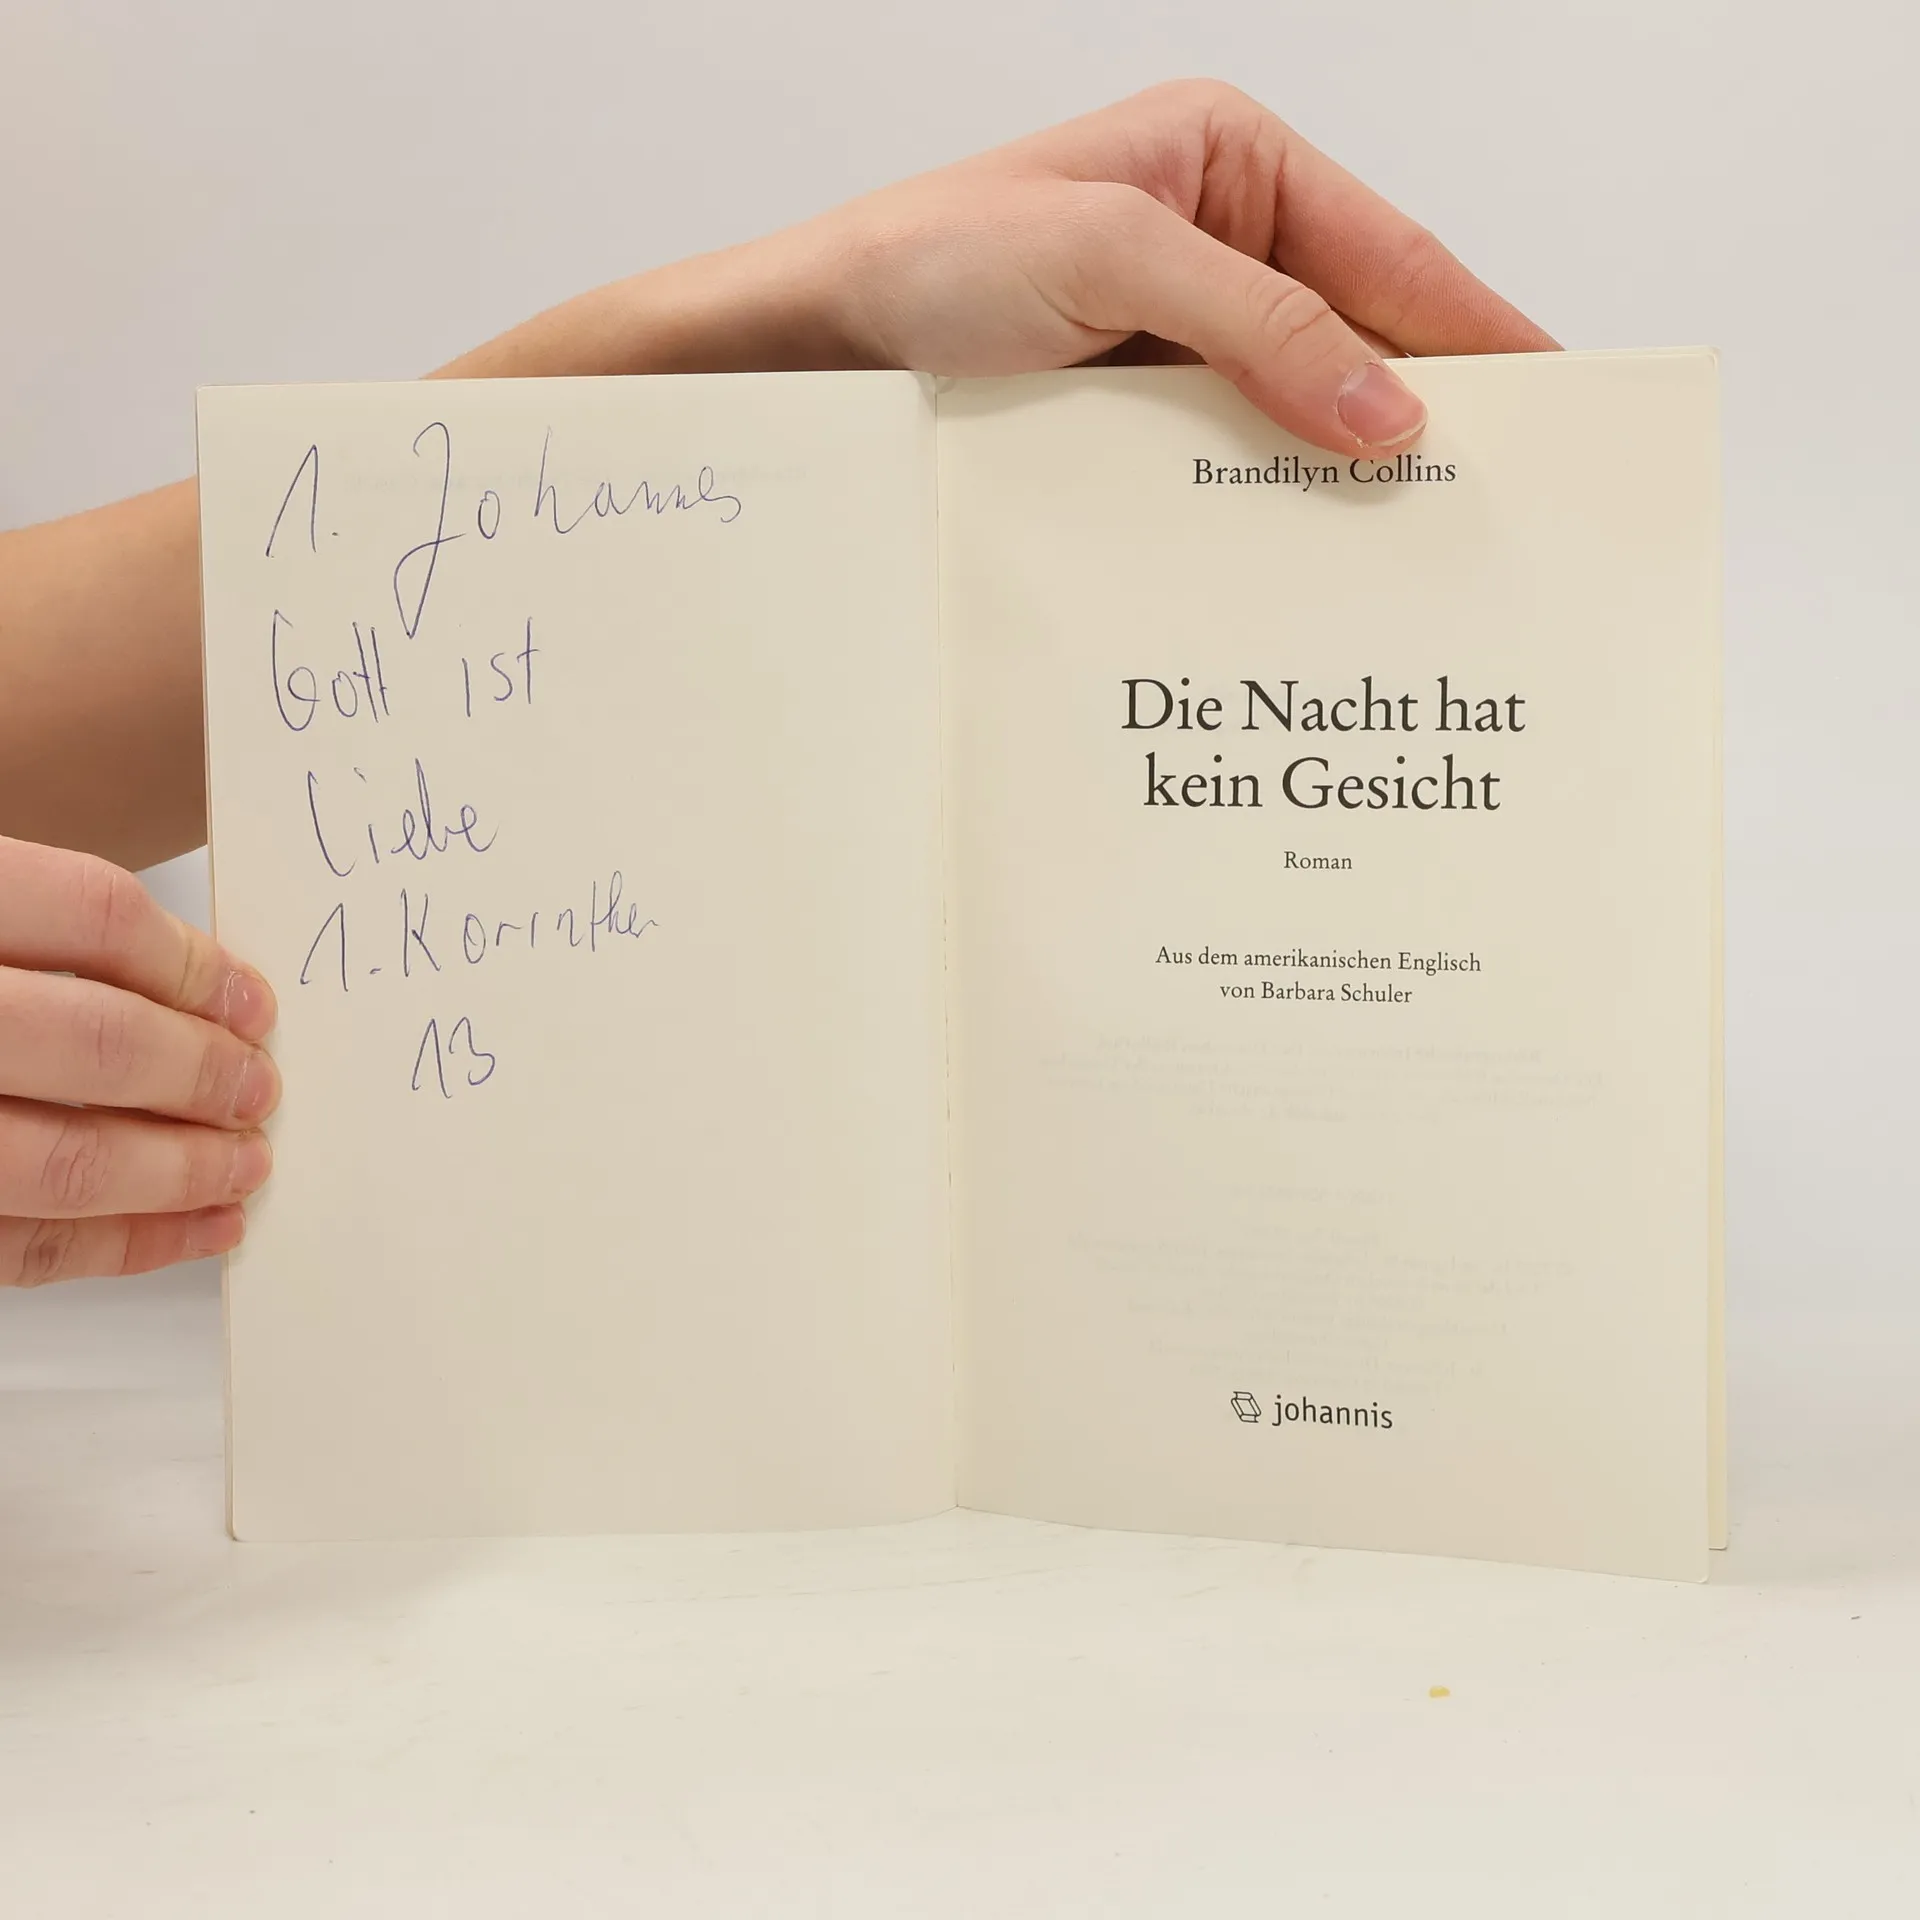 1. Johannes
Gott ist
Liebe
1. Korinther
13
Brandilyn Collins
Die Nacht hat
kein Gesicht
Roman
Aus dem amerikanischen Englisch
von Barbara Schuler
johannis